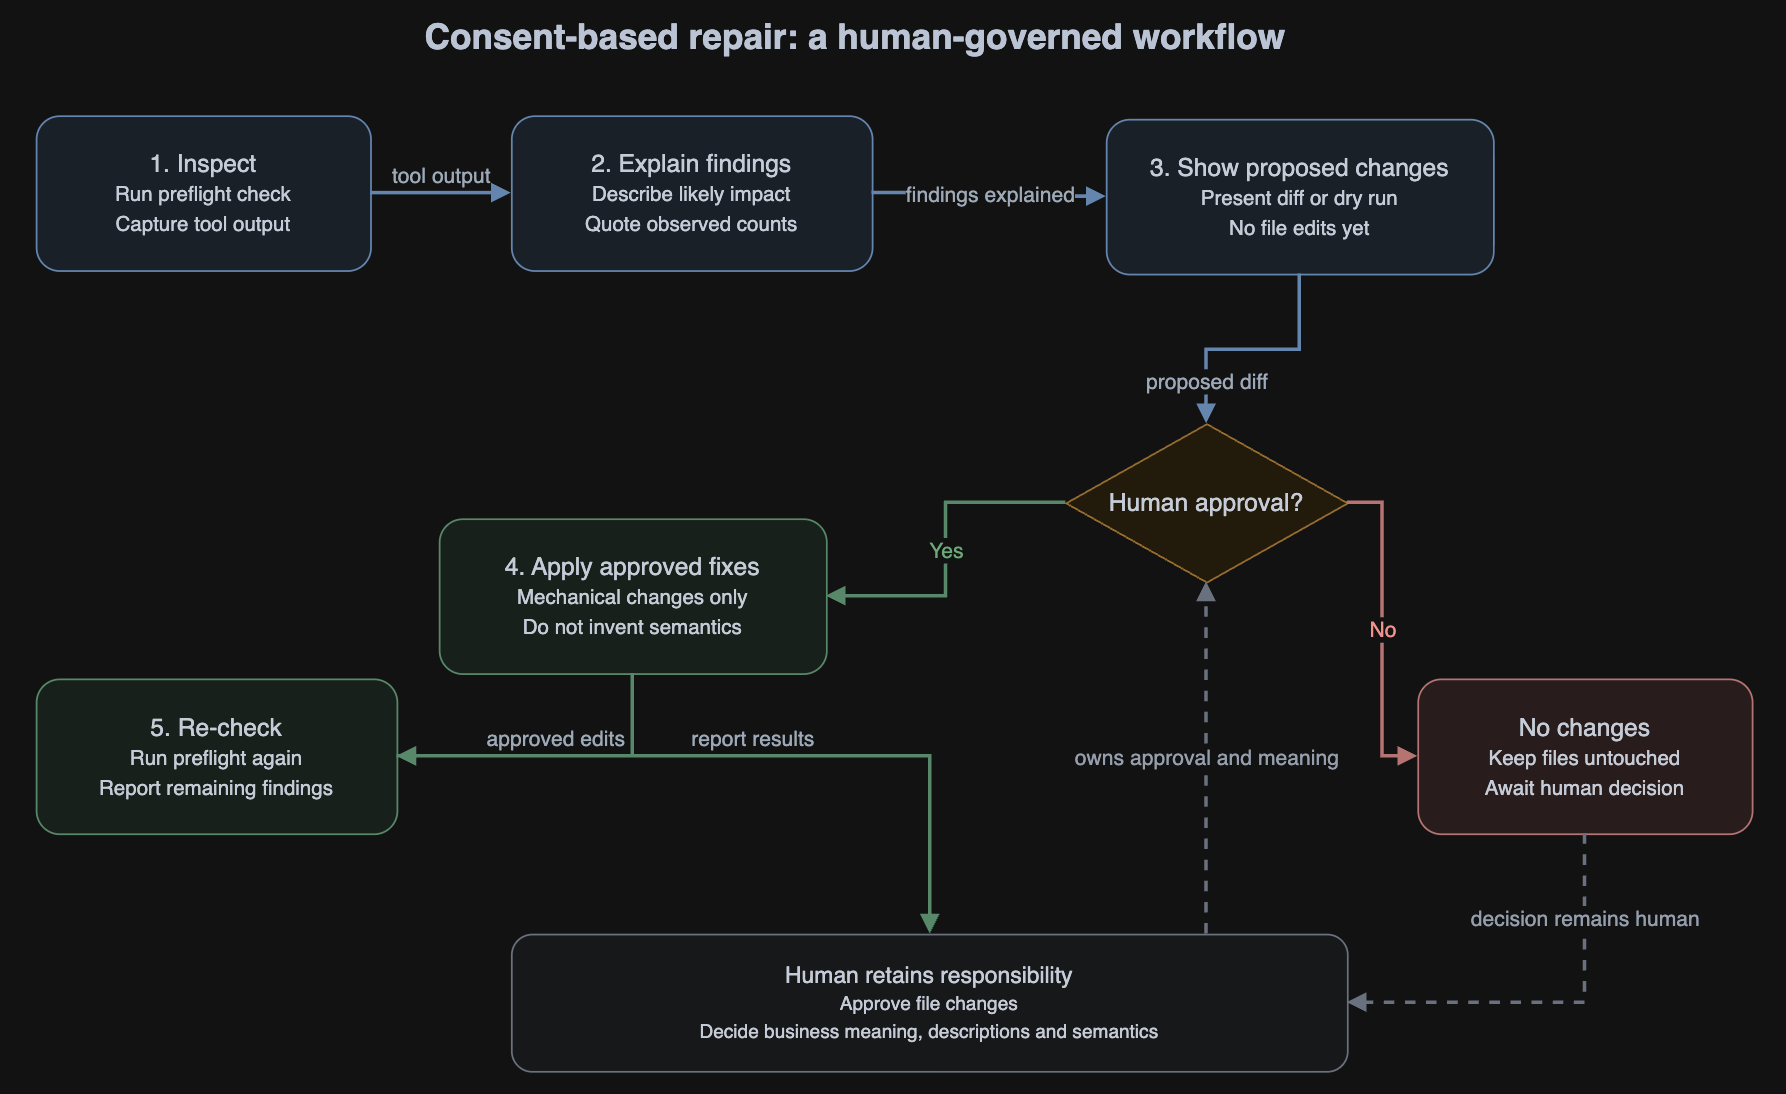 Consent-based repair: a human-governed workflow
1. Inspect
Run preflight check
Capture tool output
tool output
2. Explain findings
Describe likely impact
Quote observed counts
findings explained
3. Show proposed changes
Present diff or dry run
No file edits yet
proposed diff
Human approval?
Yes
No
4. Apply approved fixes
Mechanical changes only
Do not invent semantics
5. Re-check
Run preflight again
Report remaining findings
approved edits
report results
owns approval and meaning
No changes
Keep files untouched
Await human decision
decision remains human
Human retains responsibility
Approve file changes
Decide business meaning, descriptions and semantics